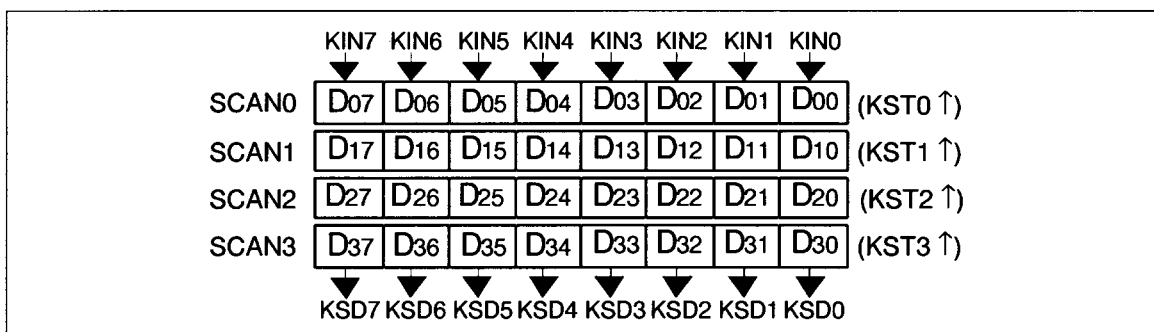 KIN7 KIN6 KIN5 KIN4 KIN3 KIN2 KIN1 KIN0
SCAN0 D07 D06 D05 D04 D03 D02 D01 D00 (KST0 ↑)
SCAN1 D17 D16 D15 D14 D13 D12 D11 D10 (KST1 ↑)
SCAN2 D27 D26 D25 D24 D23 D22 D21 D20 (KST2 ↑)
SCAN3 D37 D36 D35 D34 D33 D32 D31 D30 (KST3 ↑)
KSD7 KSD6 KSD5 KSD4 KSD3 KSD2 KSD1 KSD0